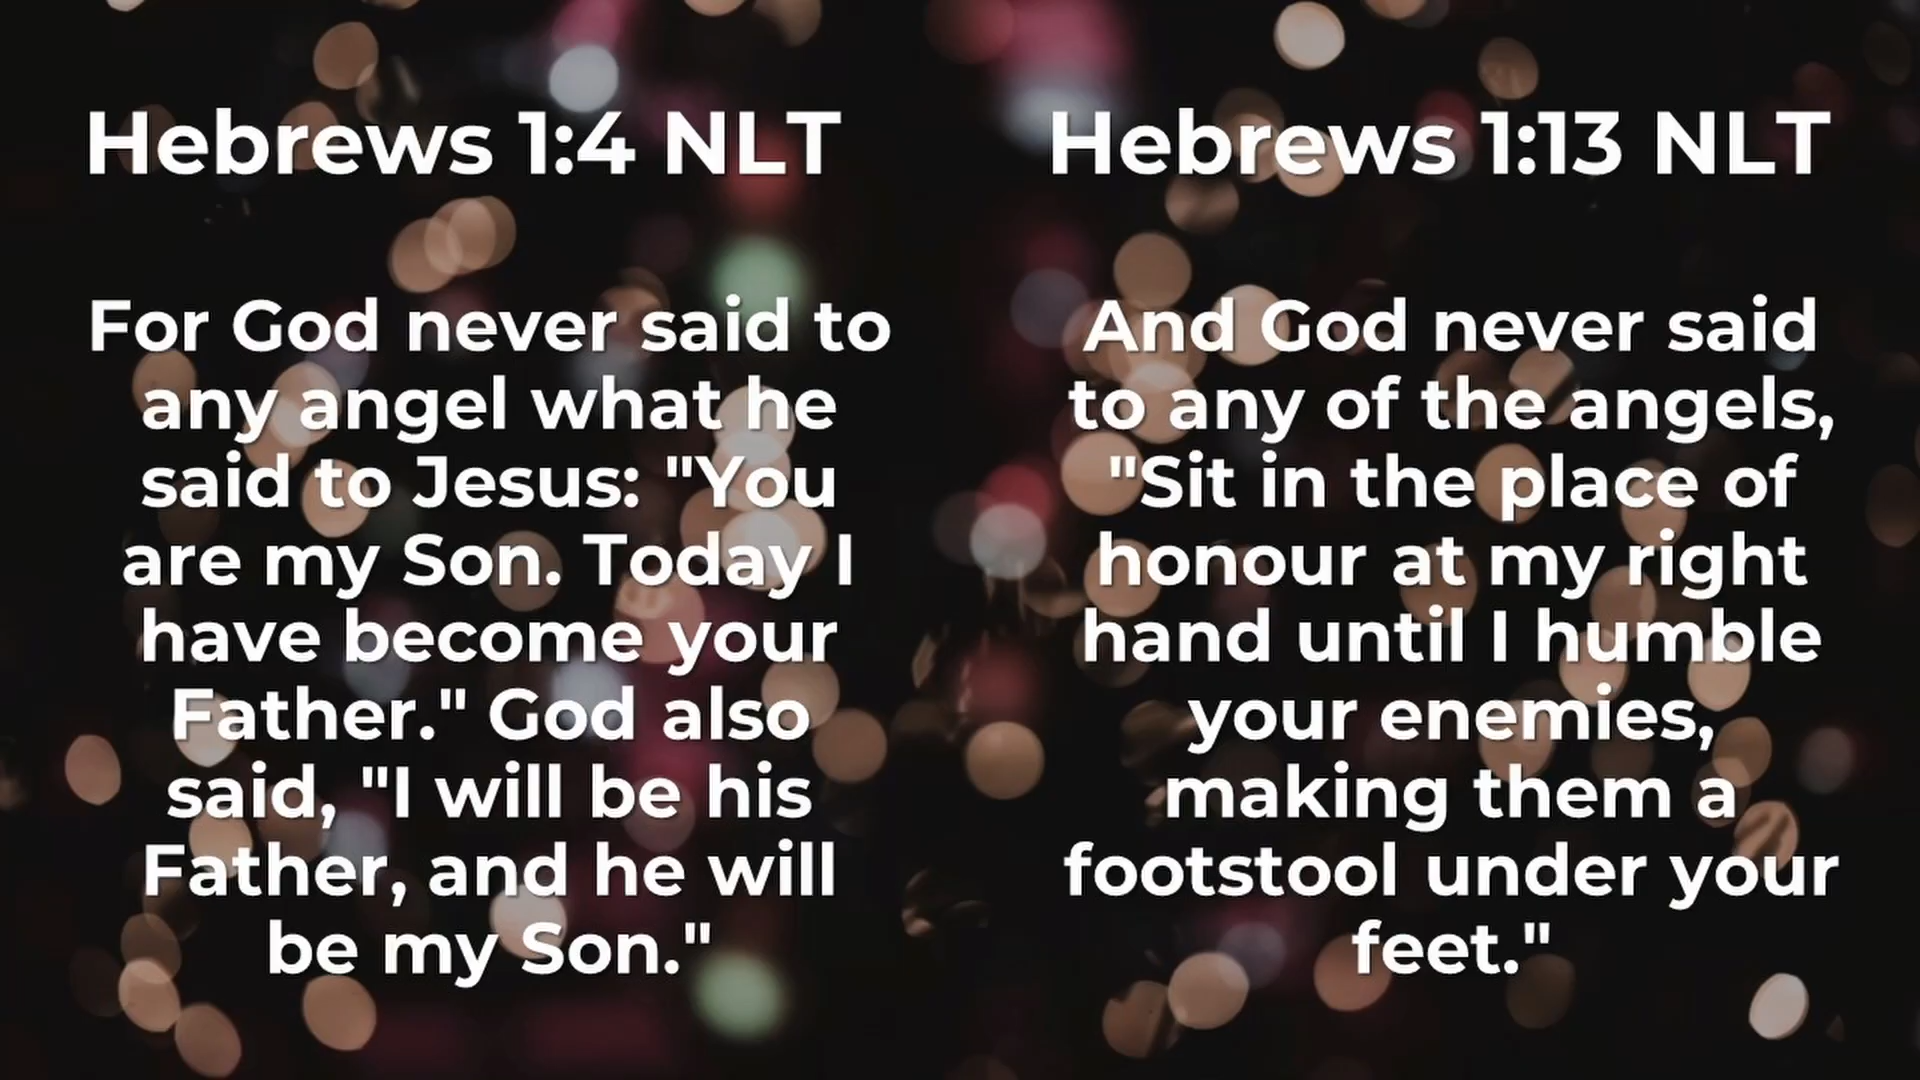 Hebrews 1:4 NLT
For God never said to
any angel what he
said to Jesus: "You
are my Son. Today I
have become your
Father." God also
said, "I will be his
Father, and he will
be my Son."
Hebrews 1:13 NLT
And God never said
to any of the angels,
"Sit in the place of
honour at my right
hand until I humble
your enemies,
making them a
footstool under your
feet."